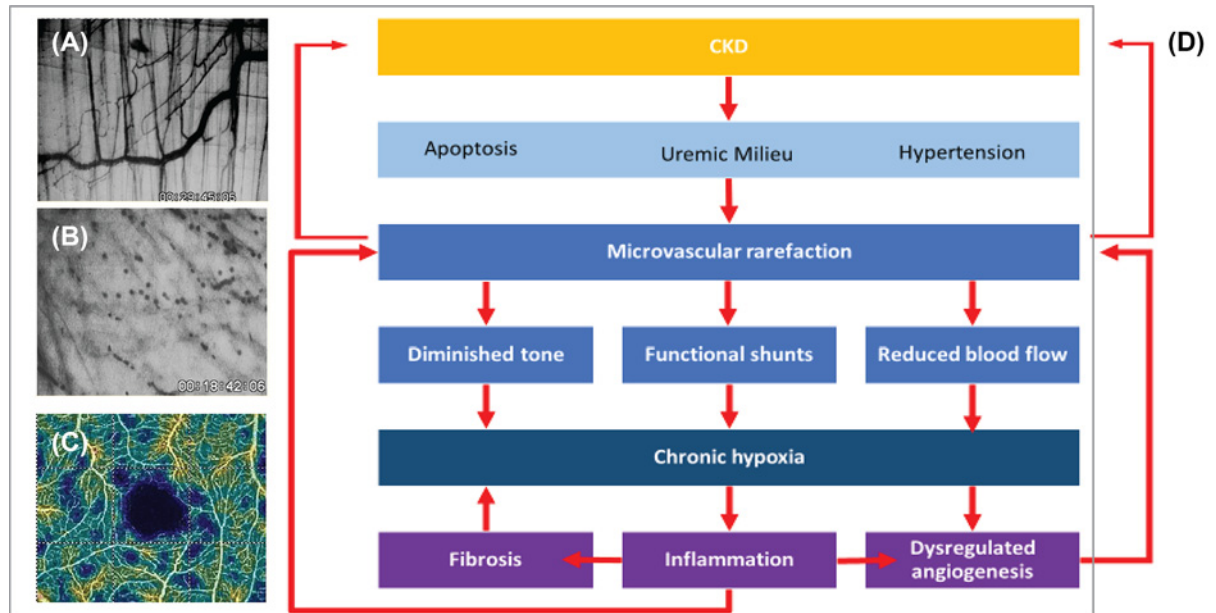 (A)
00:29:45:06
(B)
00:18:42:06
(C)
(D)
CKD
Apoptosis
Uremic Milieu
Hypertension
Microvascular rarefaction
Diminished tone
Functional shunts
Reduced blood flow
Chronic hypoxia
Fibrosis
Inflammation
Dysregulated
angiogenesis